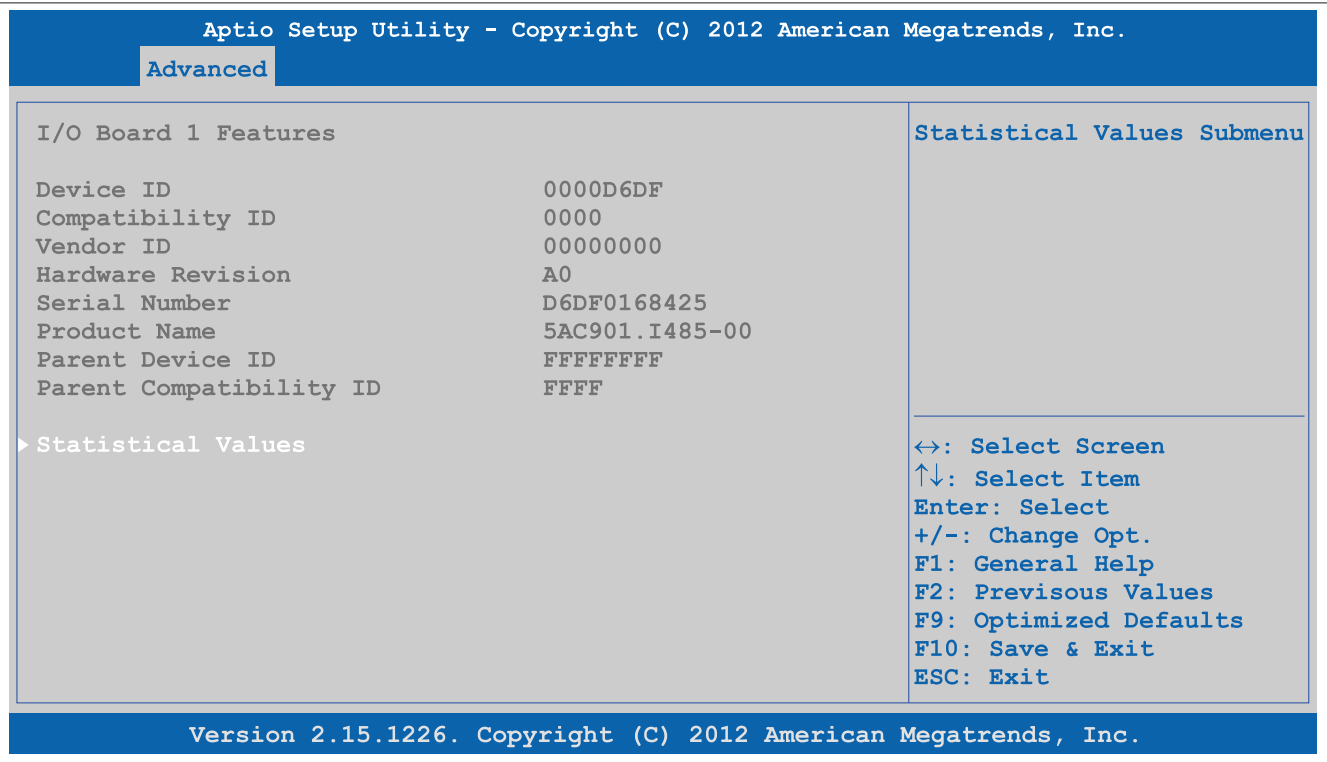 Aptio Setup Utility - Copyright (C) 2012 American Megatrends, Inc.
Advanced
I/O Board 1 Features
Device ID 0000D6DF
Compatibility ID 0000
Vendor ID 00000000
Hardware Revision A0
Serial Number D6DF0168425
Product Name 5AC901.I485-00
Parent Device ID FFFFFFFF
Parent Compatibility ID FFFF
Statistical Values
Statistical Values Submenu
↔: Select Screen
↑↓: Select Item
Enter: Select
+/-: Change Opt.
F1: General Help
F2: Previsous Values
F9: Optimized Defaults
F10: Save & Exit
ESC: Exit
Version 2.15.1226. Copyright (C) 2012 American Megatrends, Inc.